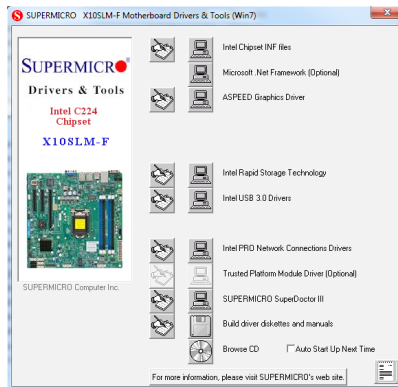 SUPERMICRO X10SLM-F Motherboard Drivers & Tools (Win7)
SUPERMICR
Drivers & Tools
Intel C224
Chipset
X10SLM-F
SUPERMICRO Computer Inc.
Intel Chipset INF files
Microsoft .Net Framework (Optional)
ASPEED Graphics Driver
Intel Rapid Storage Technology
Intel USB 3.0 Drivers
Intel PRO Network Connections Drivers
Trusted Platform Module Driver (Optional)
SUPERMICRO SuperDoctor III
Build driver diskettes and manuals
Browse CD
Auto Start Up Next Time
For more information, please visit SUPERMICRO's web site.